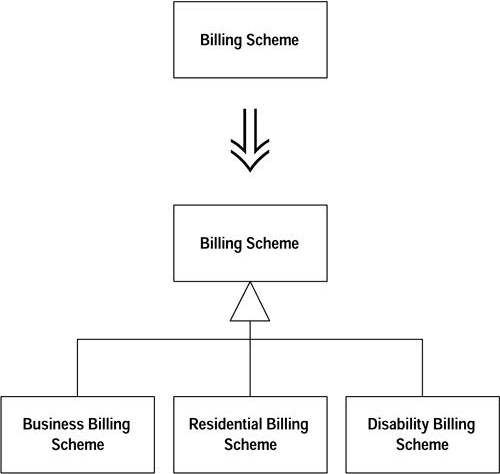 Billing Scheme
Billing Scheme
Business Billing
Scheme
Residential Billing
Scheme
Disability Billing
Scheme